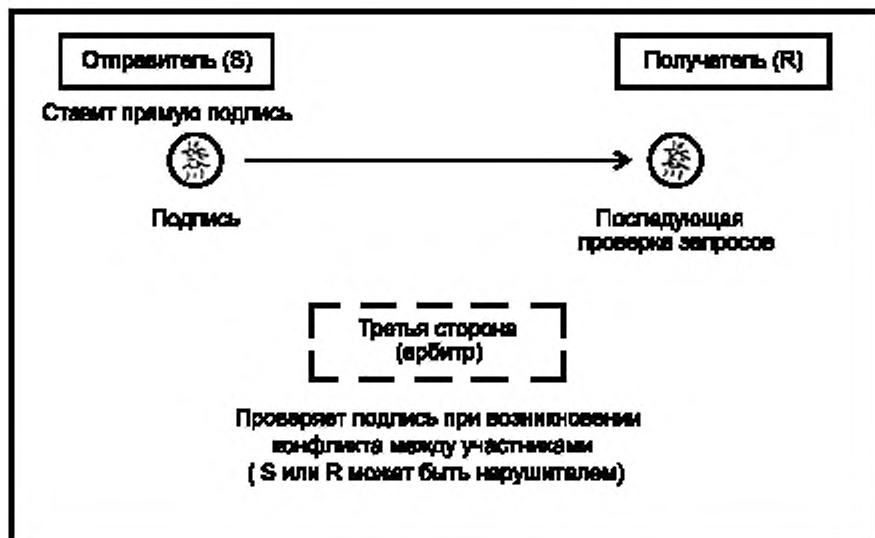 Отправитель (S)
Получатель (R)
Ставит прямую подпись
Подпись
Последующая
проверка запросов
Третья сторона
(арбитр)
Проверяет подпись при возникновении
конфликта между участниками
( S или R может быть нарушителем)